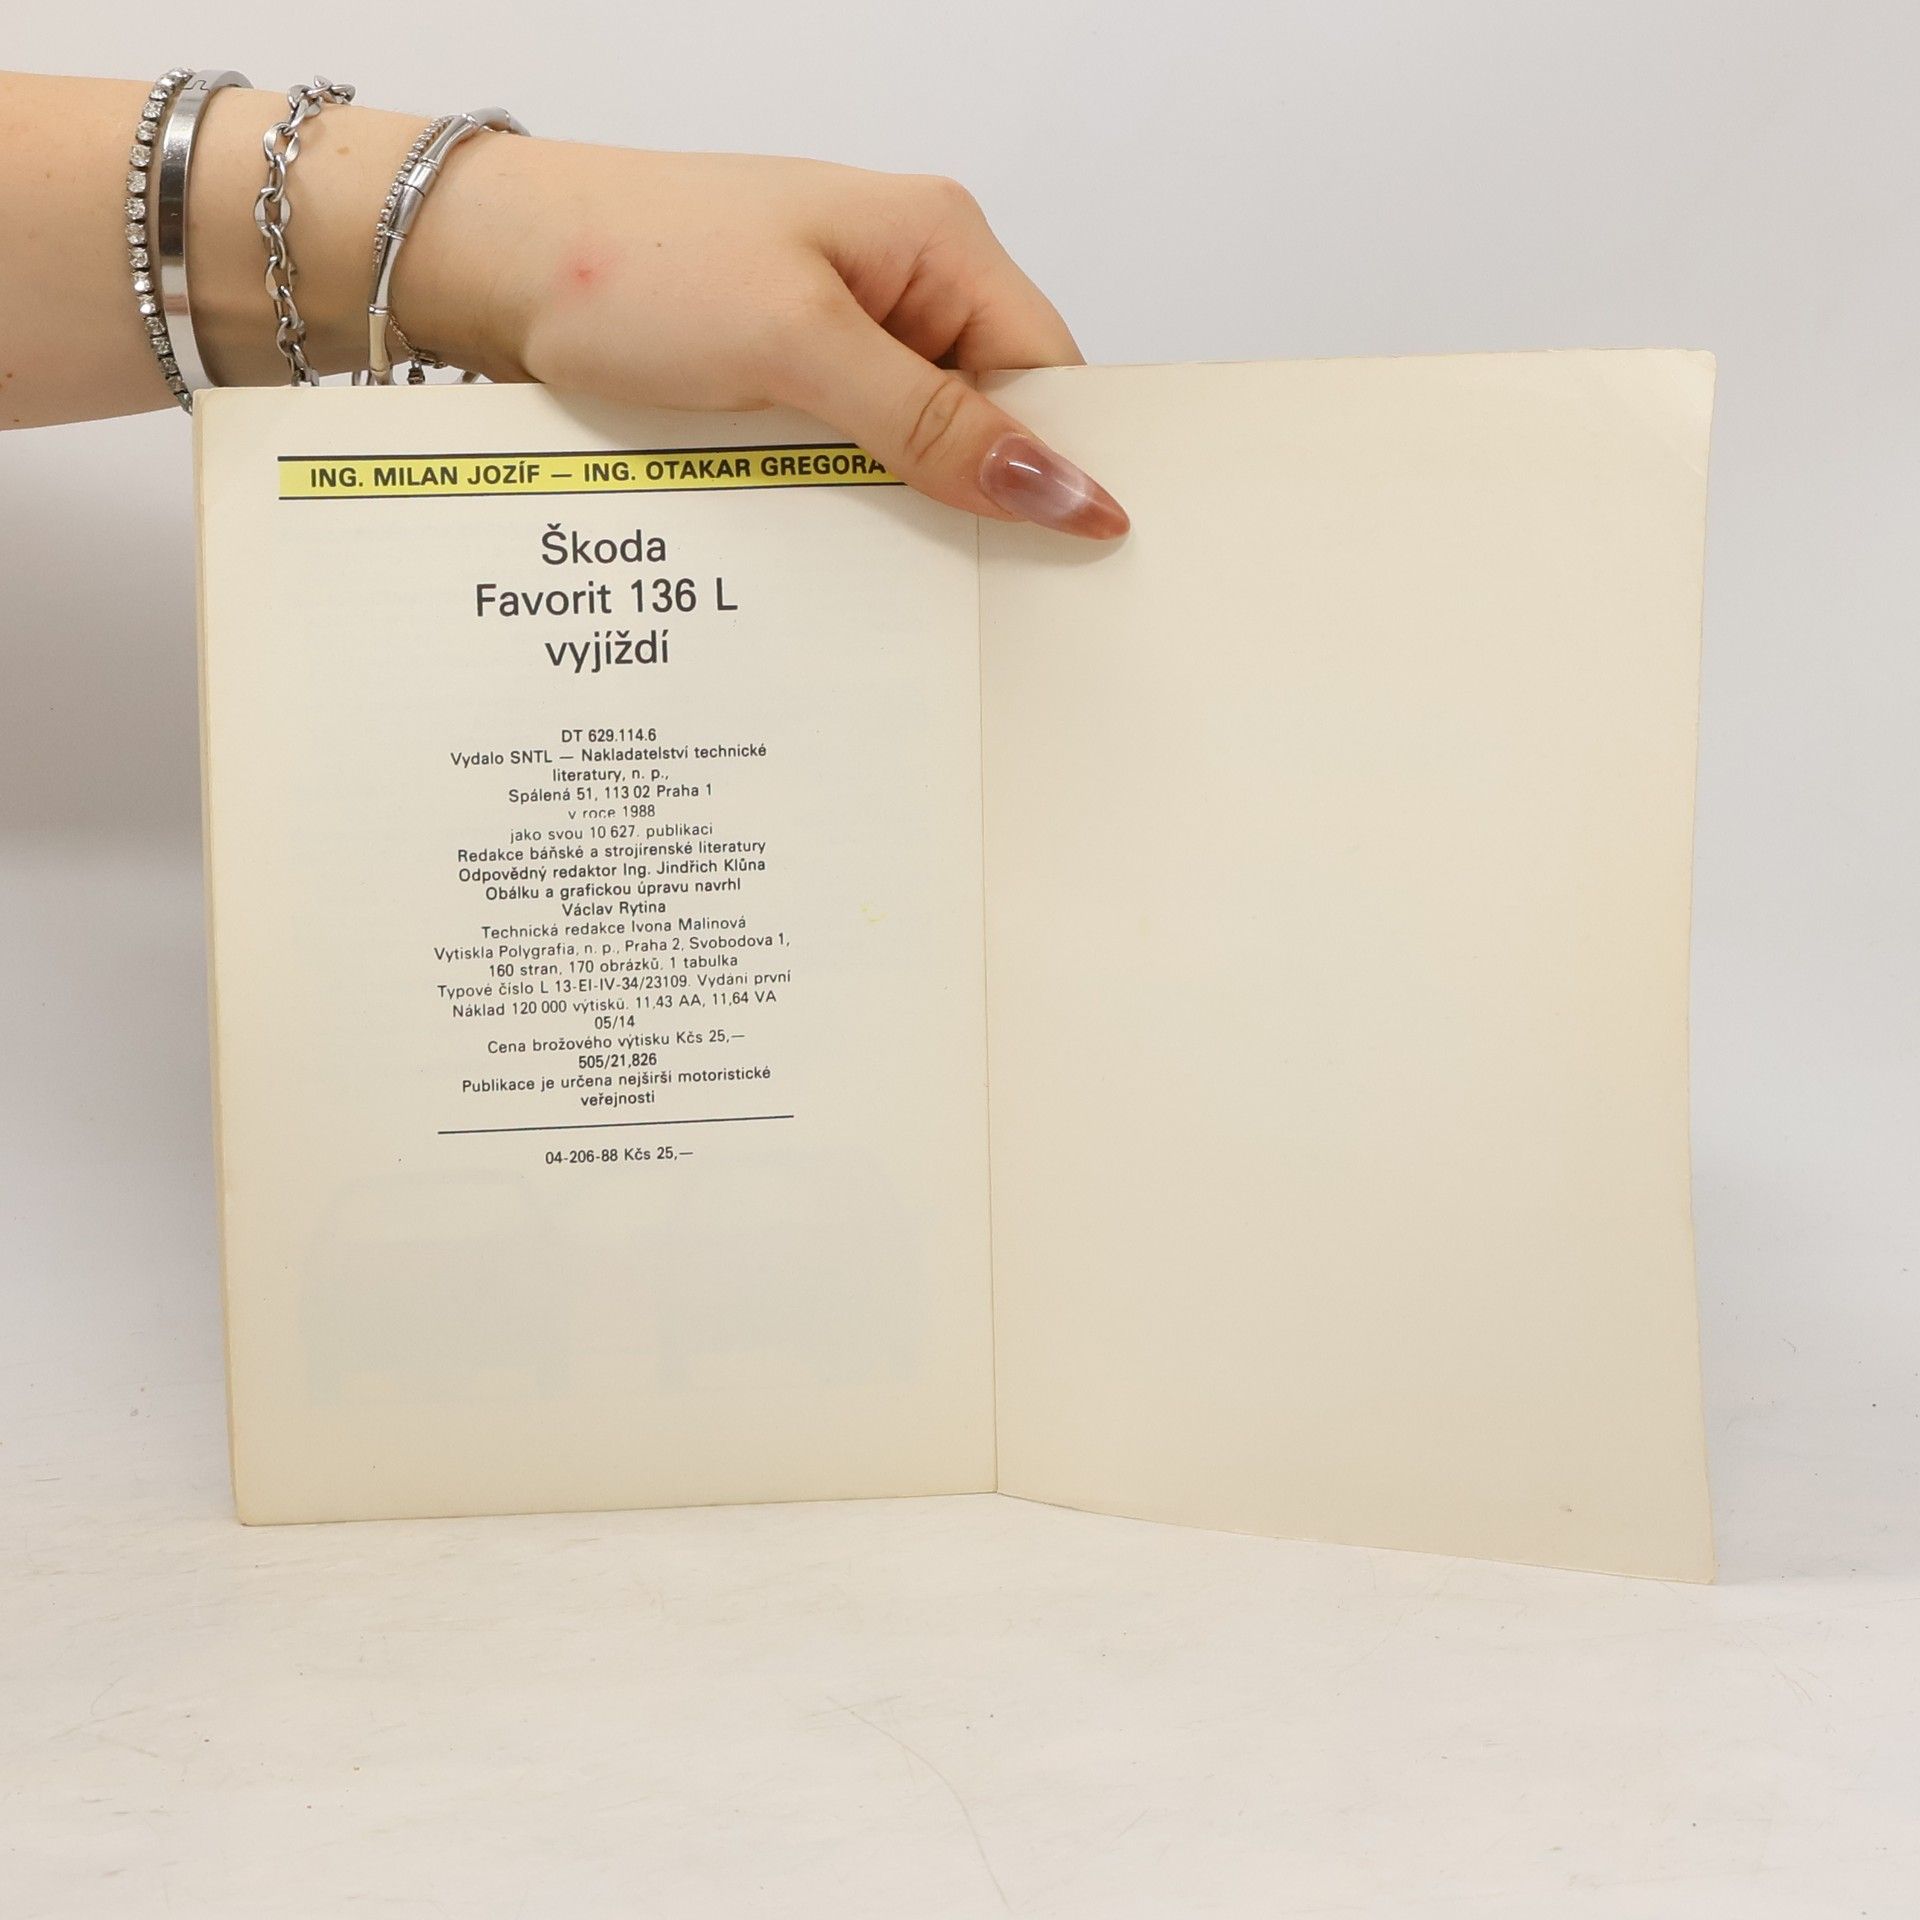 ING. MILAN JOZÍF — ING. OTAKAR GREGORA
Škoda
Favorit 136 L
vyjíždí
DT 629.114.6
Vydalo SNTL — Nakladatelství technické
literatury, n. p.,
Spálená 51, 113 02 Praha 1
v roce 1988
jako svou 10 627. publikaci
Redakce báňské a strojírenské literatury
Odpovědný redaktor Ing. Jindřich Klůna
Obálku a grafickou úpravu navrhl
Václav Rytina
Technická redakce Ivona Malinová
Vytiskla Polygrafia, n. p., Praha 2, Svobodova 1,
160 stran, 170 obrázků, 1 tabulka
Typové číslo L 13-EI-IV-34/23109. Vydání první
Náklad 120 000 výtisků. 11,43 AA, 11,64 VA
05/14
Cena brožového výtisku Kčs 25,—
505/21,826
Publikace je určena nejširší motoristické
veřejnosti
04-206-88 Kčs 25,—